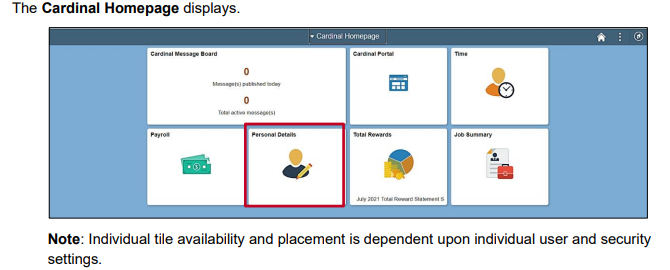 The Cardinal Homepage displays.
Cardinal Homepage
Cardinal Message Board
0
Message(s) published today
0
Total active message(s)
Cardinal Portal
Time
Payroll
Personal Details
Total Rewards
July 2021 Total Reward Statement S
Job Summary
Note: Individual tile availability and placement is dependent upon individual user and security
settings.